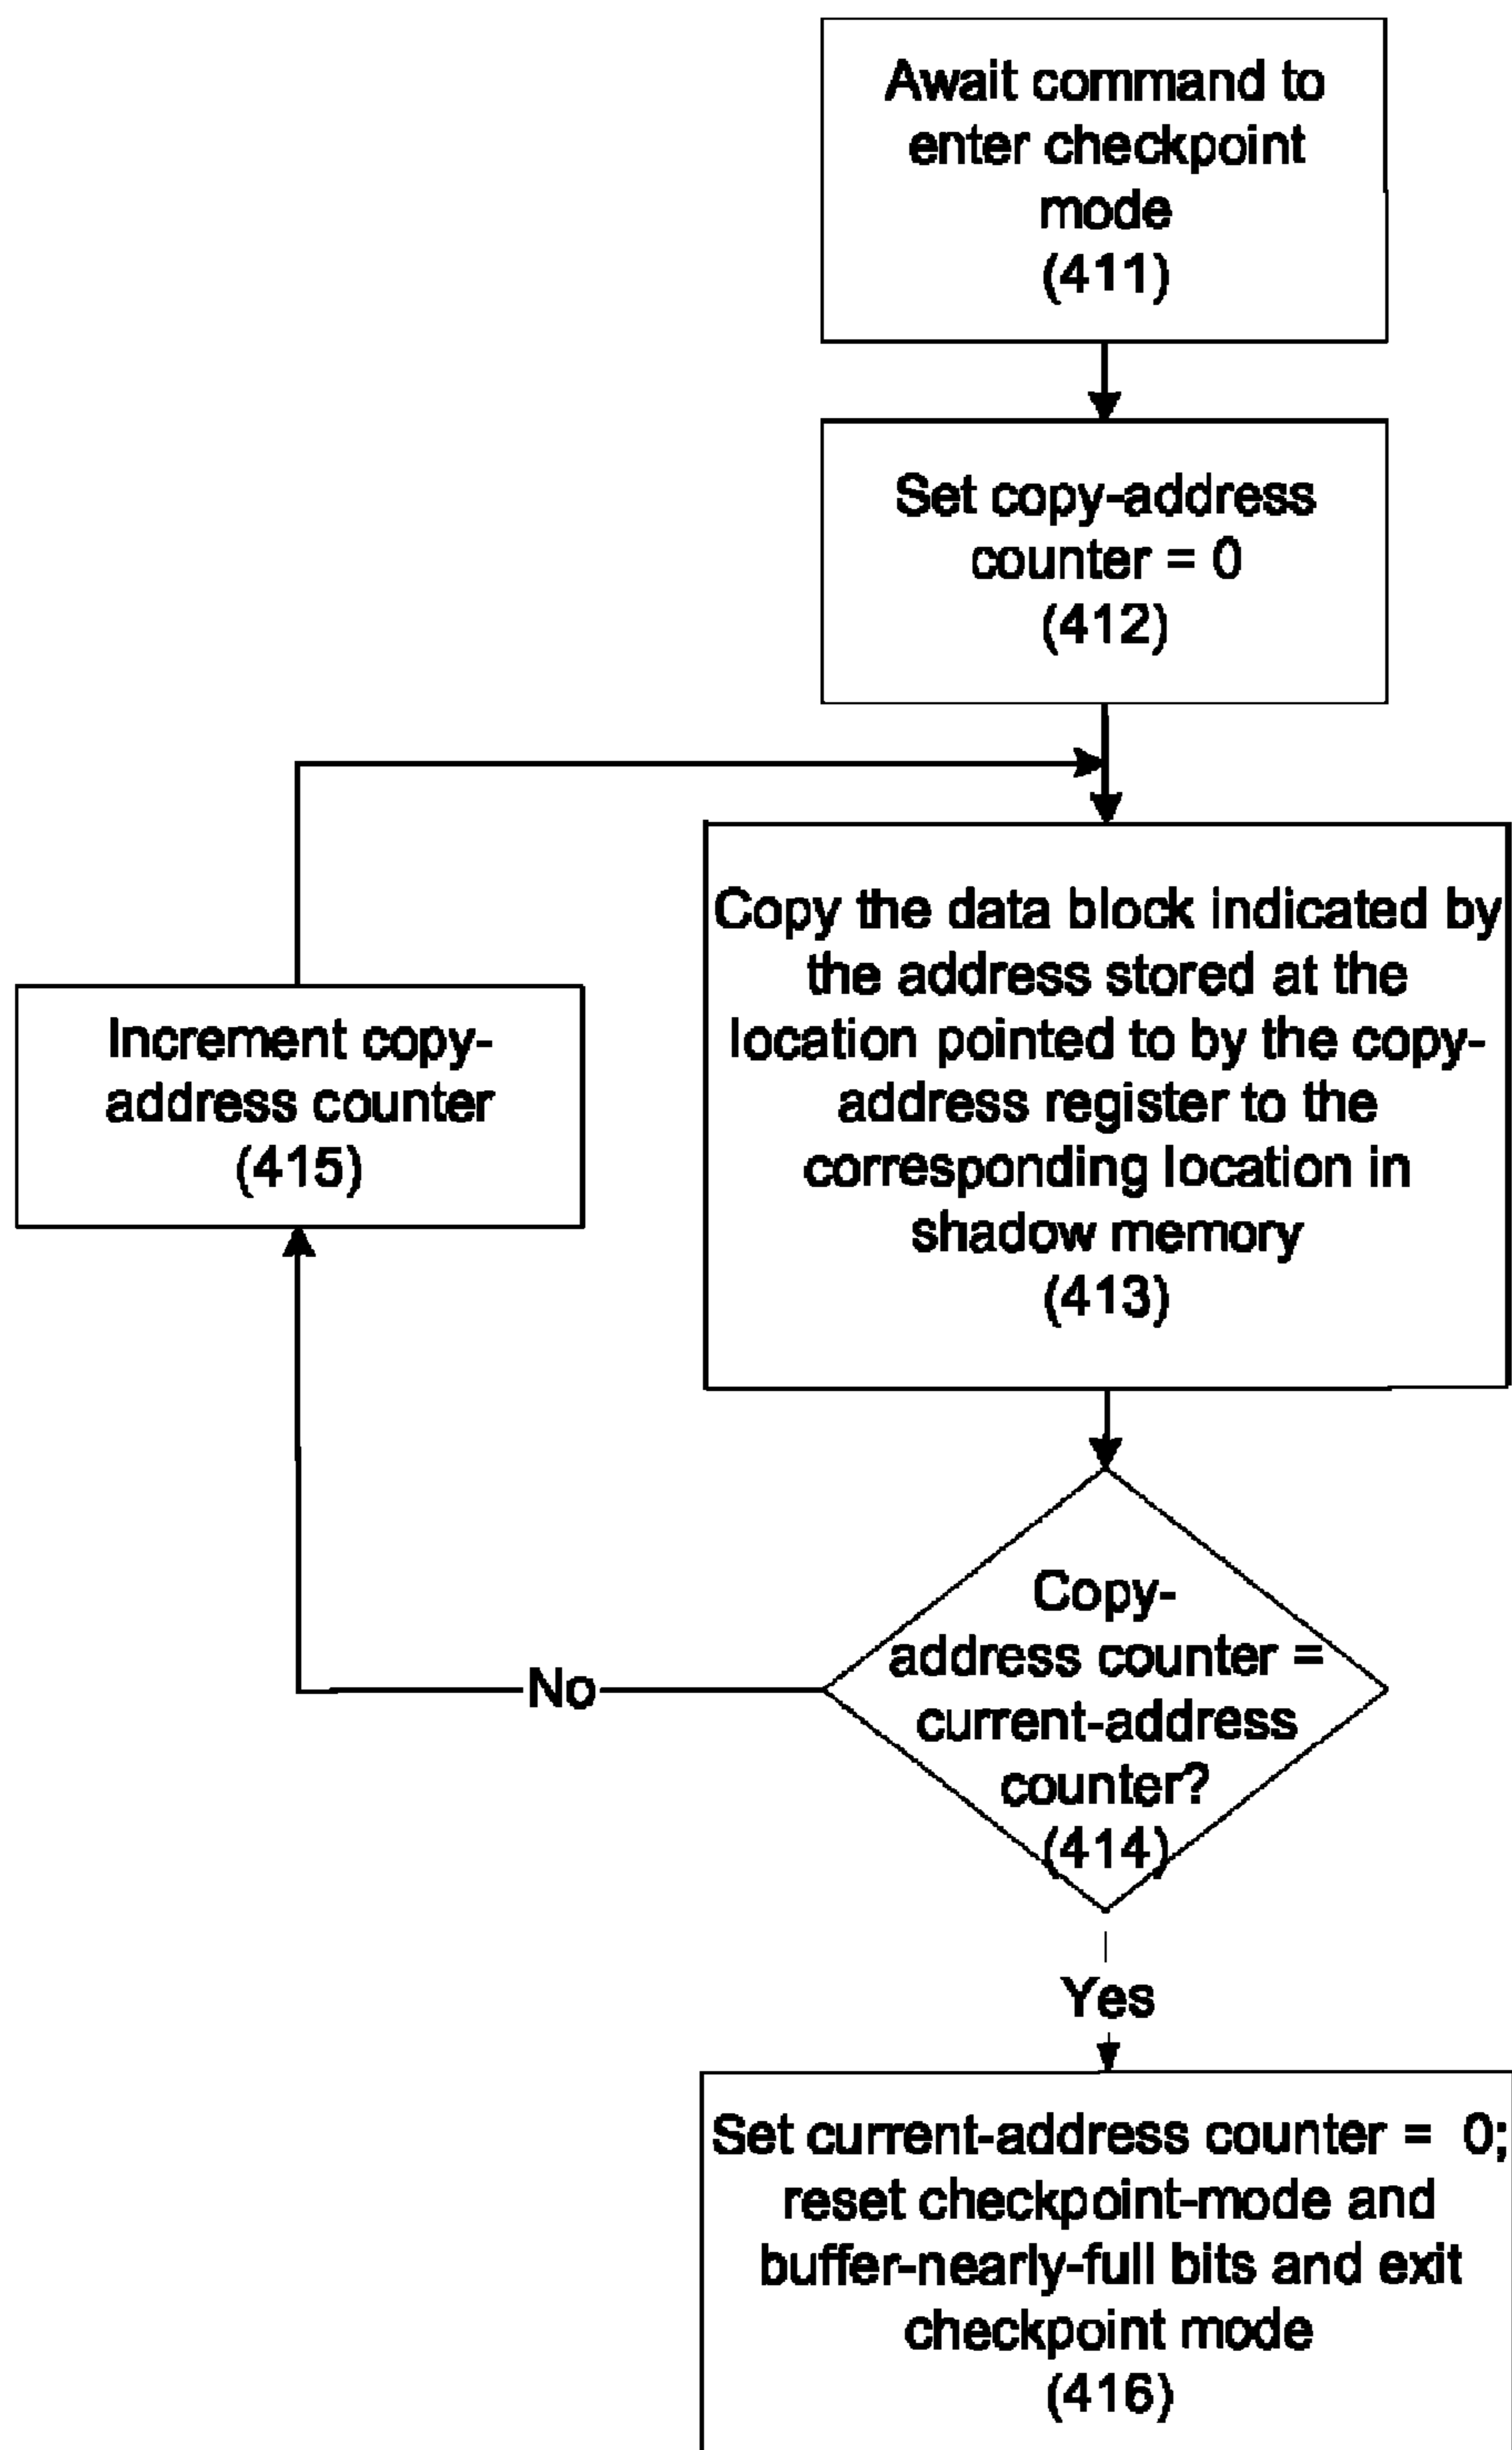 Await command to
enter checkpoint
mode
(411)
Set copy-address
counter = 0
(412)
Copy the data block indicated by
the address stored at the
location pointed to by the copy-
address register to the
corresponding location in
shadow memory
(413)
Increment copy-
address counter
(415)
Copy-
address counter =
current-address
counter?
(414)
No
Yes
Set current-address counter = 0;
reset checkpoint-mode and
buffer-nearly-full bits and exit
checkpoint mode
(416)